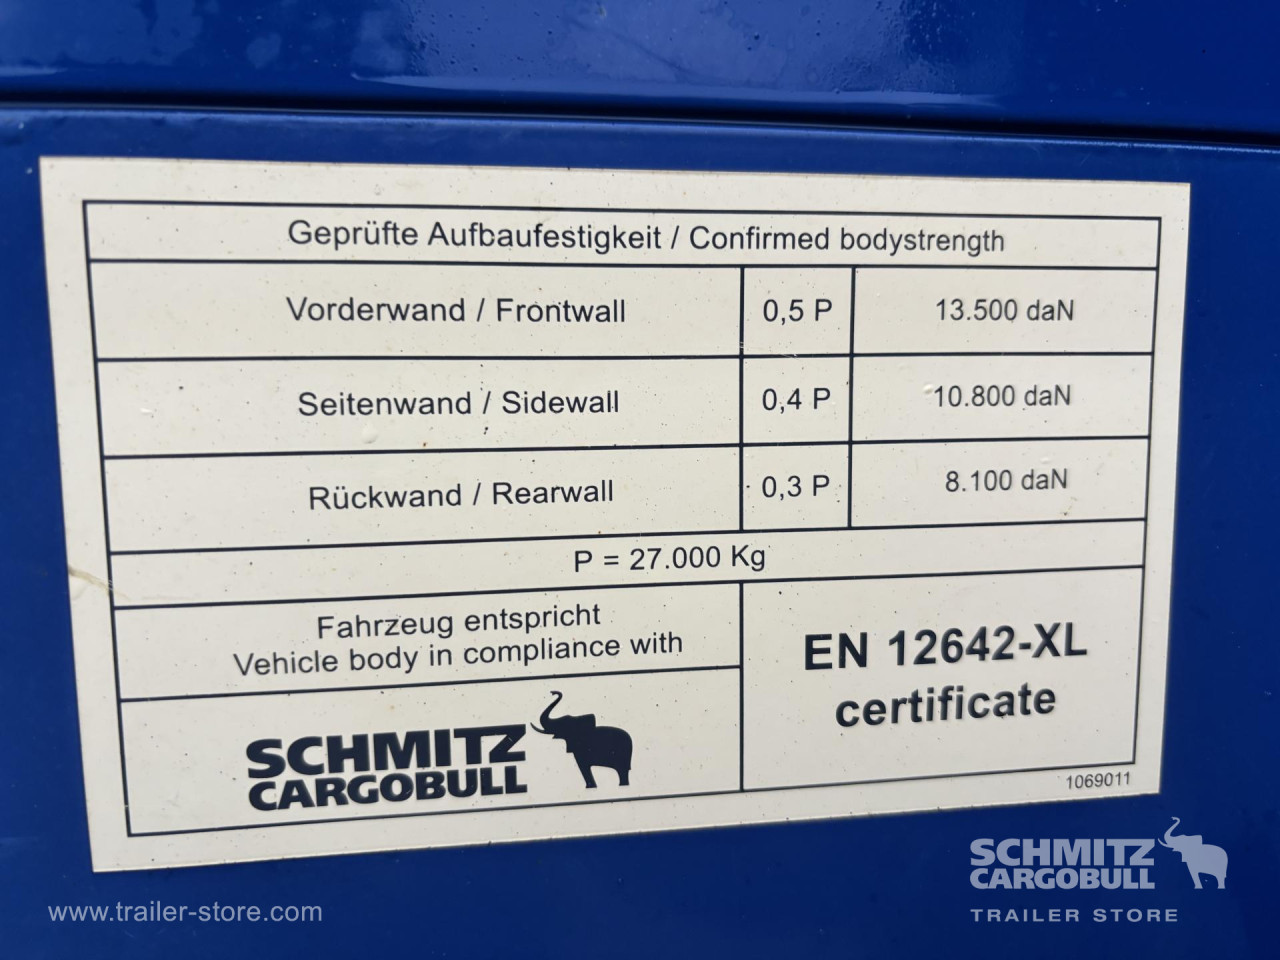 Geprüfte Aufbaufestigkeit / Confirmed bodystrength
Vorderwand / Frontwall 0,5 P 13.500 daN
Seitenwand / Sidewall 0,4 P 10.800 daN
Rückwand / Rearwall 0,3 P 8.100 daN
P = 27.000 Kg
Fahrzeug entspricht
Vehicle body in compliance with
EN 12642-XL
certificate
SCHMITZ
CARGOBULL
1069011
www.trailer-store.com
SCHMITZ
CARGOBULL
TRAILER STORE